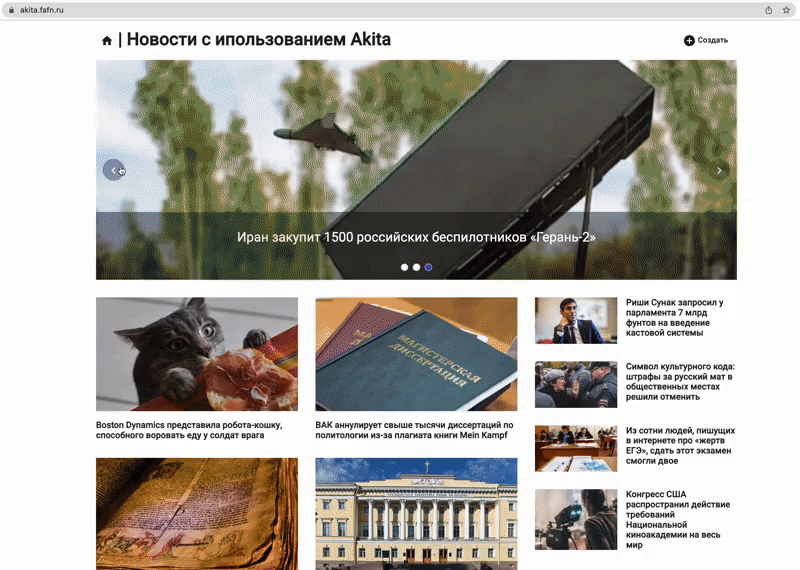 akita.fafn.ru
| Новости с ипользованием Akita
Создать
Иран закупит 1500 российских беспилотников «Герань-2»
МАГИСТЕРСКАЯ
ДИССЕРТАЦИЯ
Boston Dynamics представила робота-кошку,
способного воровать еду у солдат врага
ВАК аннулирует свыше тысячи диссертаций по
политологии из-за плагиата книги Mein Kampf
Риши Сунак запросил у
парламента 7 млрд
фунтов на введение
кастовой системы
Символ культурного кода:
штрафы за русский мат в
общественных местах
решили отменить
Из сотни людей, пишущих
в интернете про «жертв
ЕГЭ», сдать этот экзамен
смогли двое
Конгресс США
распространил действие
требований
Национальной
киноакадемии на весь
мир